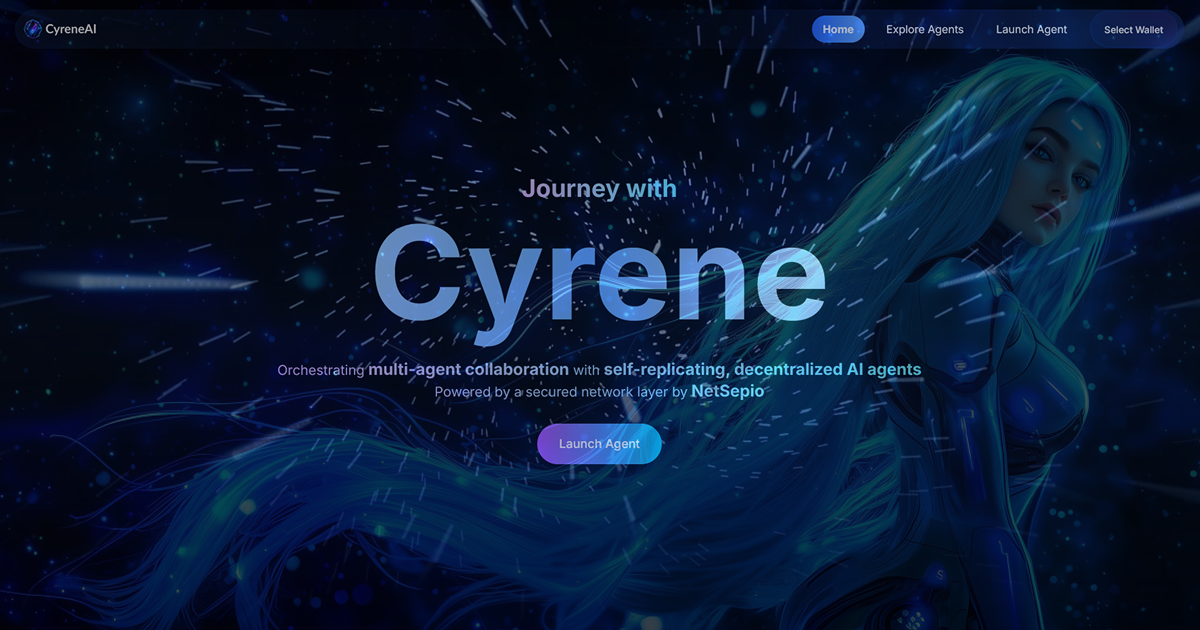 CyreneAI
Home
Explore Agents
Launch Agent
Select Wallet
Journey with
Cyrene
Orchestrating multi-agent collaboration with self-replicating, decentralized AI agents
Powered by a secured network layer by NetSepio
Launch Agent
S